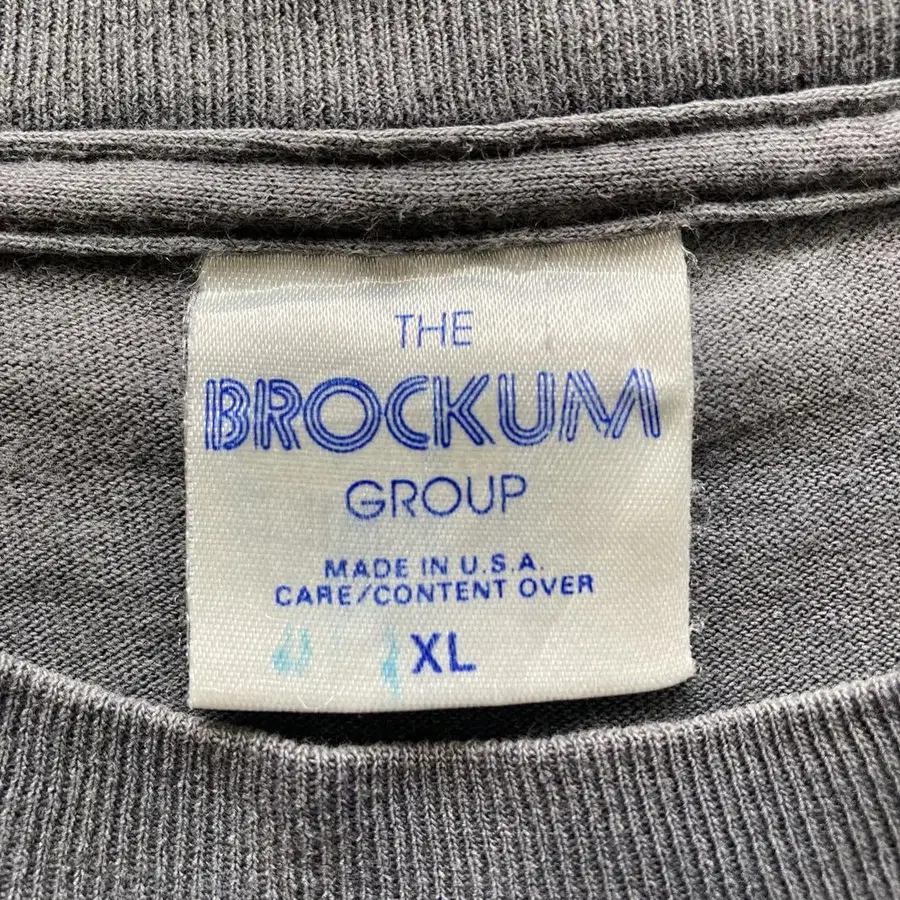 THE
BROCKUM
GROUP
MADE IN U.S.A.
CARE/CONTENT OVER
XL